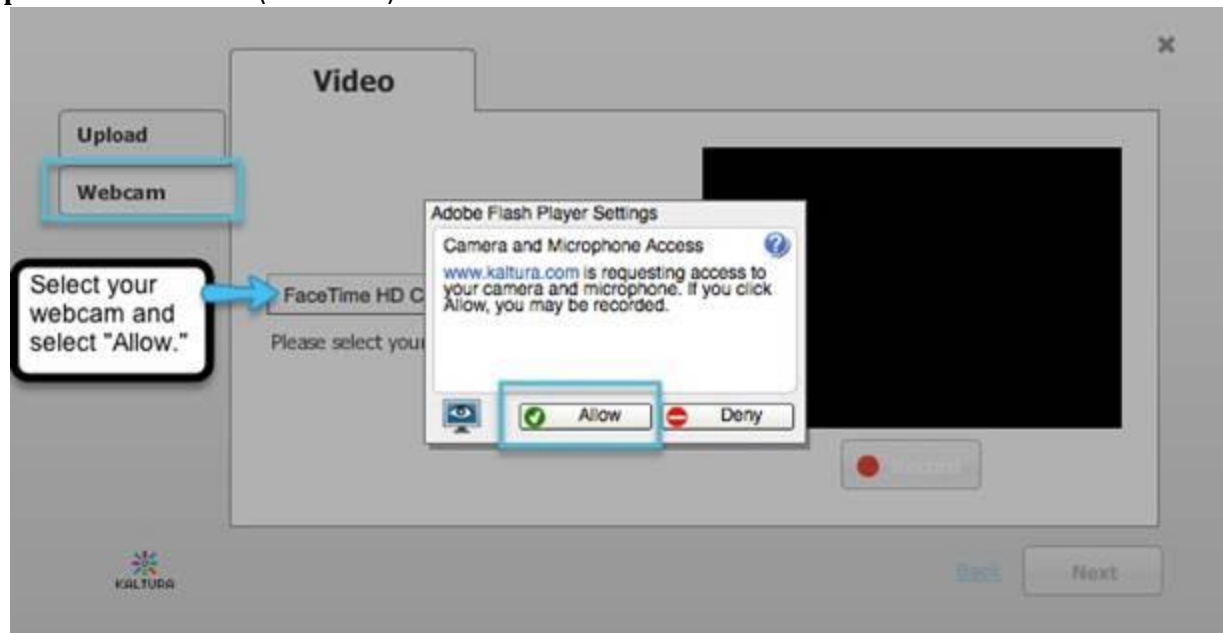 Video
Upload
Webcam
Adobe Flash Player Settings
Camera and Microphone Access
www.kaltura.com is requesting access to
your camera and microphone. If you click
Allow, you may be recorded.
Select your
webcam and
select "Allow."
FaceTime HD C
Please select your
Allow
Deny
Record
KALTURA
Back
Next